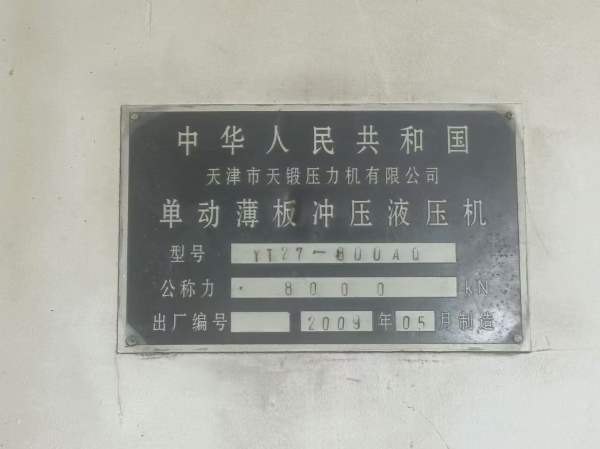 中华人民共和国
天津市天锻压力机有限公司
单动薄板冲压液压机
型号 YT27-800AQ
公称力 8000 kN
出厂编号 2009 年 05 月制造